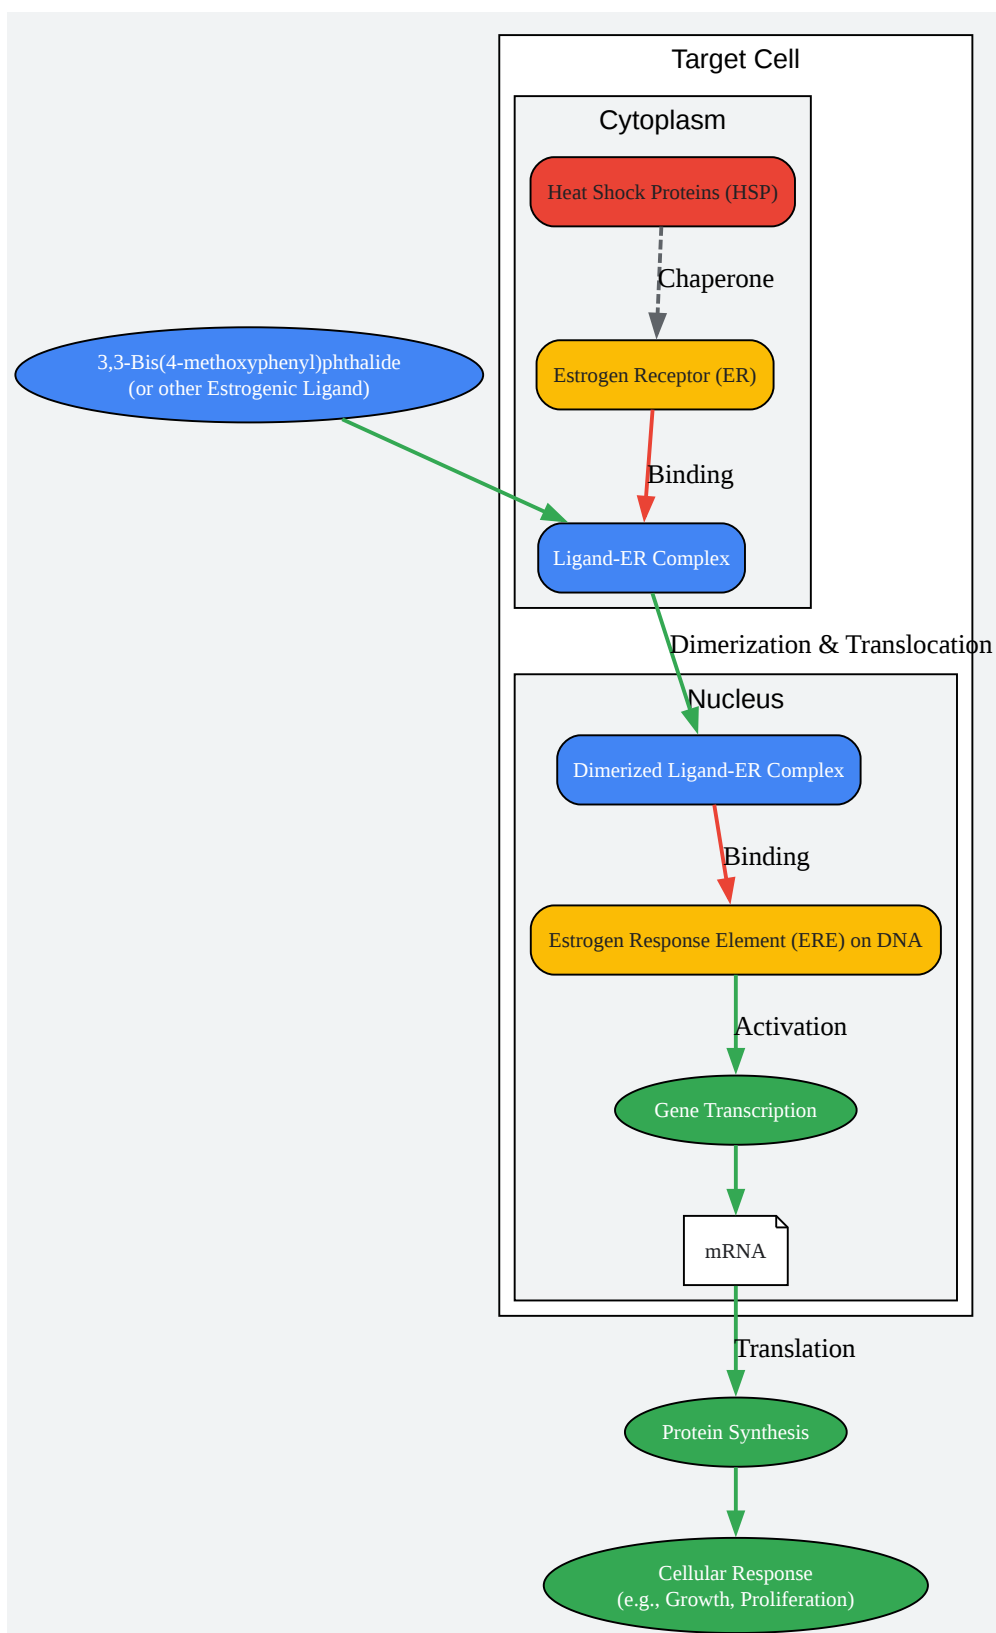 Target Cell
Cytoplasm
Heat Shock Proteins (HSP)
Chaperone
3,3-Bis(4-methoxyphenyl)phthalide
(or other Estrogenic Ligand)
Estrogen Receptor (ER)
Binding
Ligand-ER Complex
Dimerization & Translocation
Nucleus
Dimerized Ligand-ER Complex
Binding
Estrogen Response Element (ERE) on DNA
Activation
Gene Transcription
mRNA
Translation
Protein Synthesis
Cellular Response
(e.g., Growth, Proliferation)